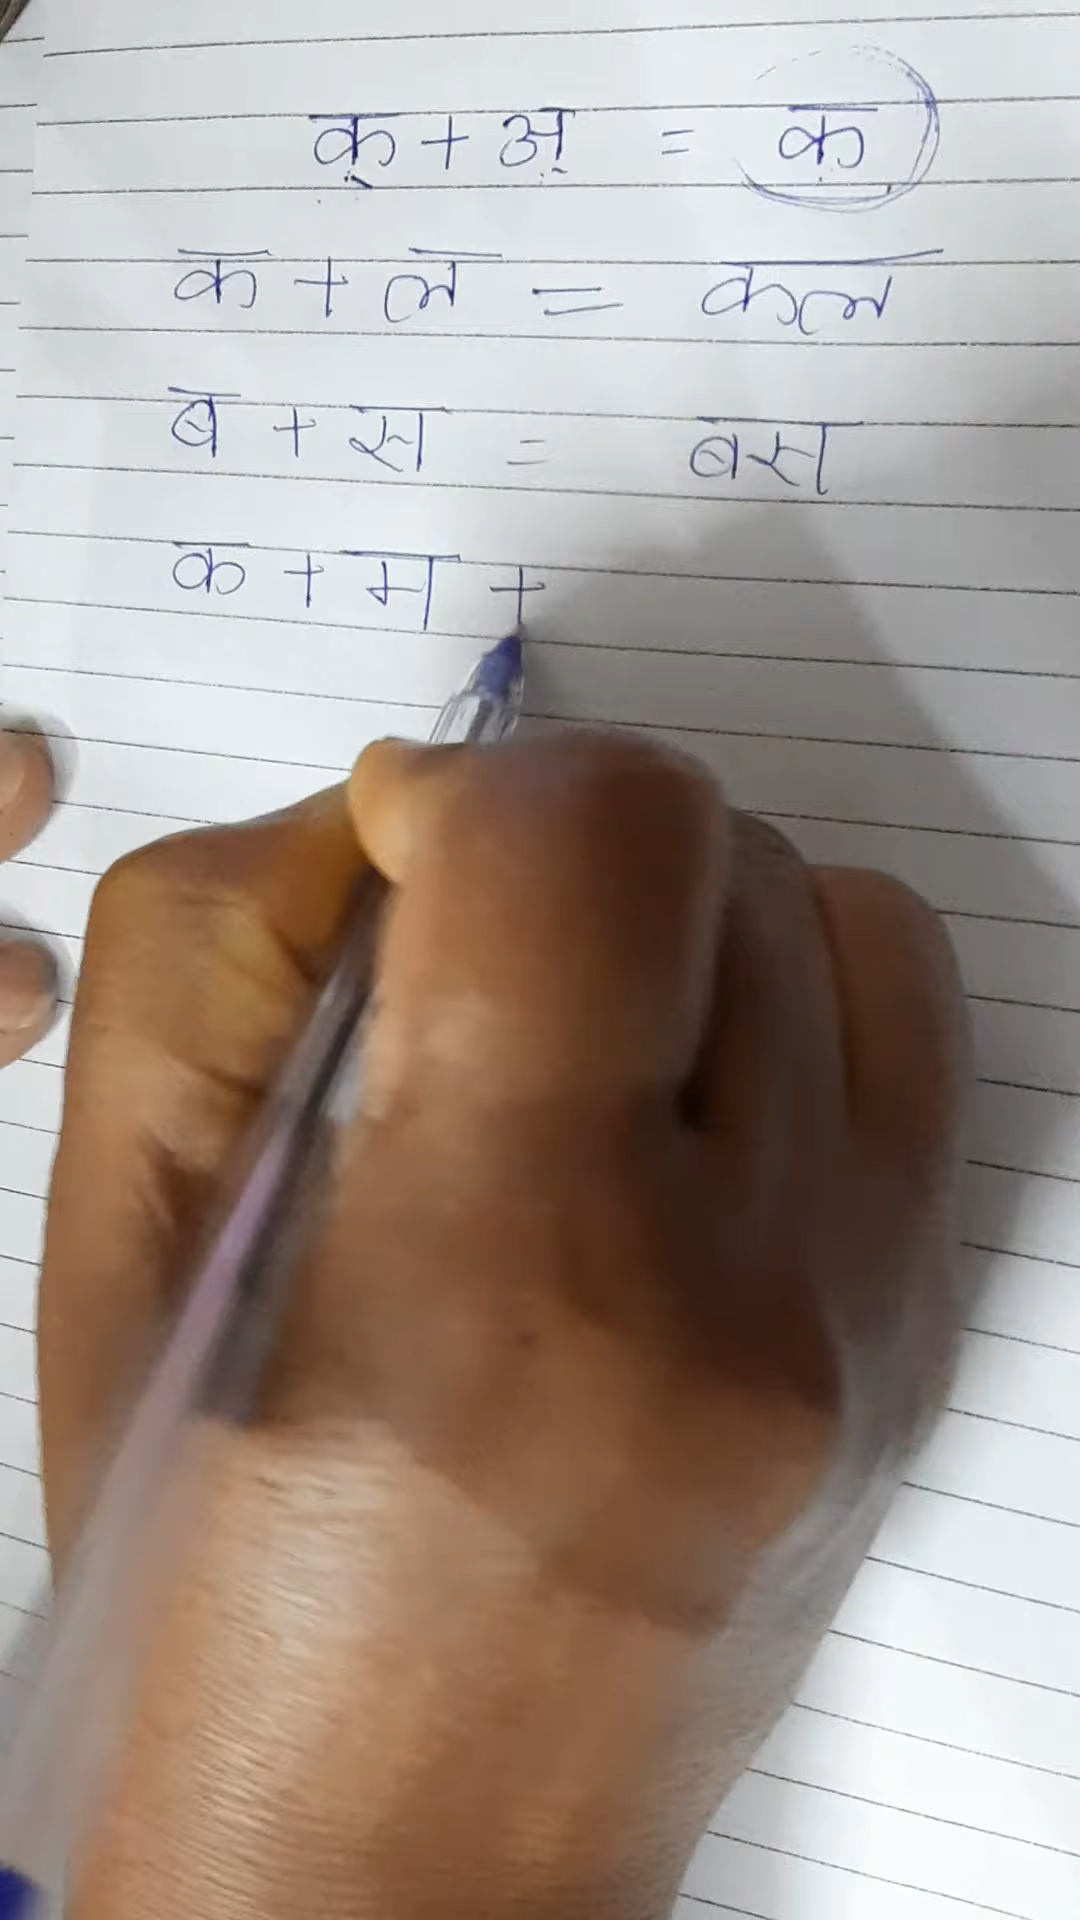 क् + अ् = क
क + ल = कल
ब + स = बस
क + म +